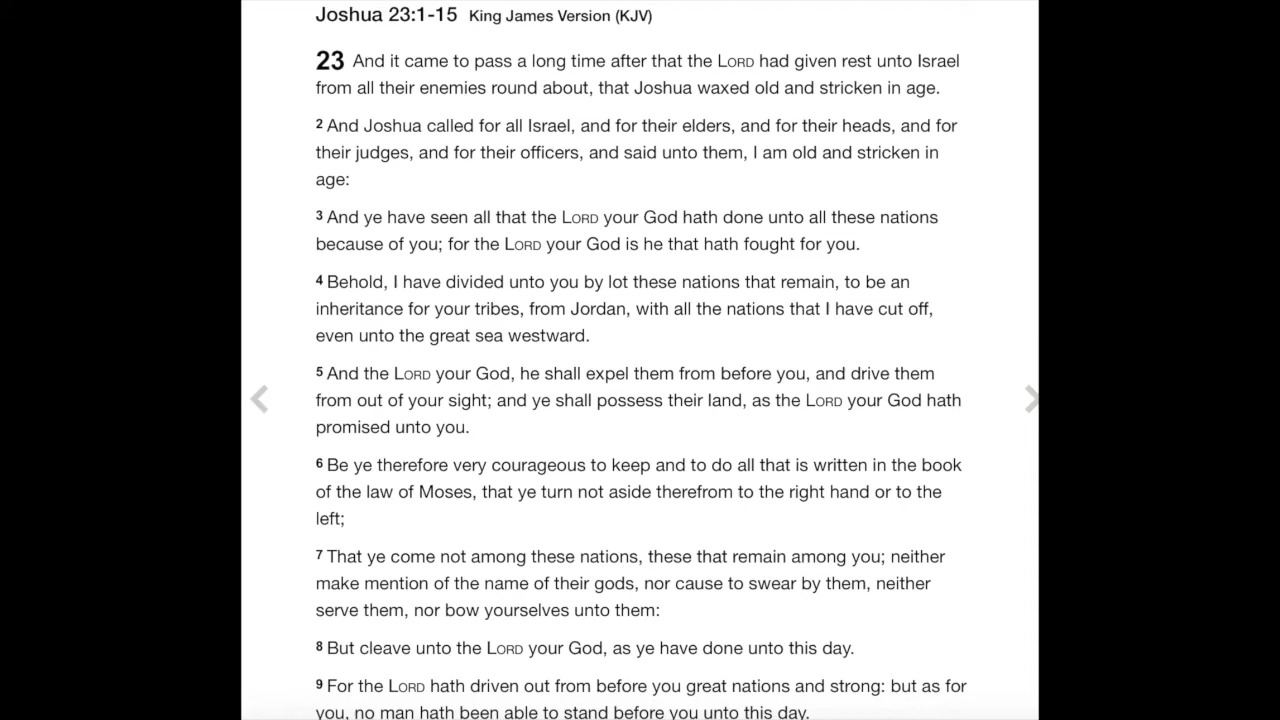 Joshua 23:1-15 King James Version (KJV)
23 And it came to pass a long time after that the LORD had given rest unto Israel
from all their enemies round about, that Joshua waxed old and stricken in age.
2 And Joshua called for all Israel, and for their elders, and for their heads, and for
their judges, and for their officers, and said unto them, I am old and stricken in
age:
3 And ye have seen all that the LORD your God hath done unto all these nations
because of you; for the LORD your God is he that hath fought for you.
4 Behold, I have divided unto you by lot these nations that remain, to be an
inheritance for your tribes, from Jordan, with all the nations that I have cut off,
even unto the great sea westward.
5 And the LORD your God, he shall expel them from before you, and drive them
from out of your sight; and ye shall possess their land, as the LORD your God hath
promised unto you.
6 Be ye therefore very courageous to keep and to do all that is written in the book
of the law of Moses, that ye turn not aside therefrom to the right hand or to the
left;
7 That ye come not among these nations, these that remain among you; neither
make mention of the name of their gods, nor cause to swear by them, neither
serve them, nor bow yourselves unto them:
8 But cleave unto the LORD your God, as ye have done unto this day.
9 For the LORD hath driven out from before you great nations and strong: but as for
you, no man hath been able to stand before you unto this day.